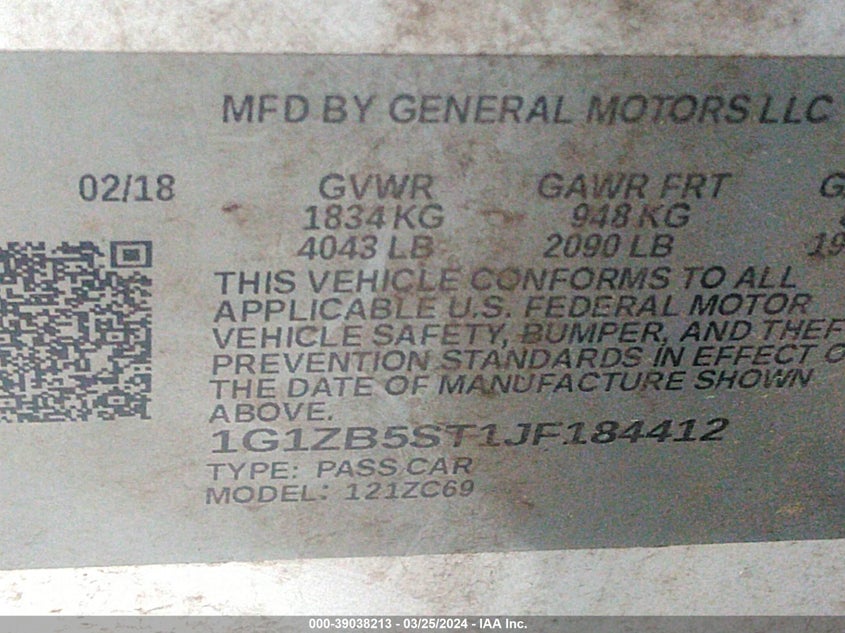 MFD BY GENERAL MOTORS LLC
02/18 GVWR GAWR FRT
1834 KG 948 KG
4043 LB 2090 LB 19
THIS VEHICLE CONFORMS TO ALL
APPLICABLE U.S. FEDERAL MOTOR
VEHICLE SAFETY, BUMPER, AND THEF
PREVENTION STANDARDS IN EFFECT O
THE DATE OF MANUFACTURE SHOWN
ABOVE.
1G1ZB5ST1JF184412
TYPE: PASS CAR
MODEL: 121ZC69
000-39038213 - 03/25/2024 - IAA Inc.